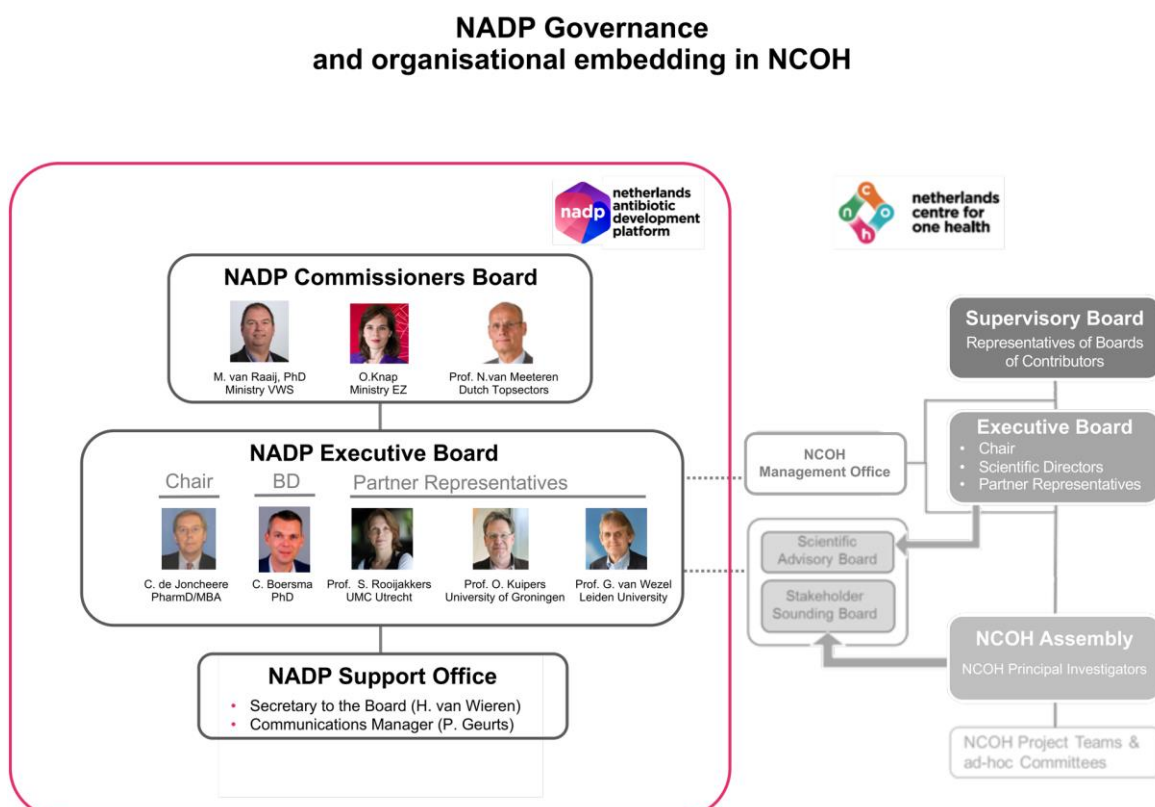 NADP Governance
and organisational embedding in NCOH
nadp
netherlands
antibiotic
development
platform
n
c
o
h
netherlands
centre for
one health
NADP Commissioners Board
M. van Raaij, PhD
Ministry VWS
O.Knap
Ministry EZ
Prof. N.van Meeteren
Dutch Topsectors
NADP Executive Board
Chair
BD
Partner Representatives
C. de Joncheere
PharmD/MBA
C. Boersma
PhD
Prof. S. Rooijakkers
UMC Utrecht
Prof. O. Kuipers
University of Groningen
Prof. G. van Wezel
Leiden University
NADP Support Office
• Secretary to the Board (H. van Wieren)
• Communications Manager (P. Geurts)
Supervisory Board
Representatives of Boards
of Contributors
Executive Board
• Chair
• Scientific Directors
• Partner Representatives
NCOH
Management Office
Scientific
Advisory Board
Stakeholder
Sounding Board
NCOH Assembly
NCOH Principal Investigators
NCOH Project Teams &
ad-hoc Committees